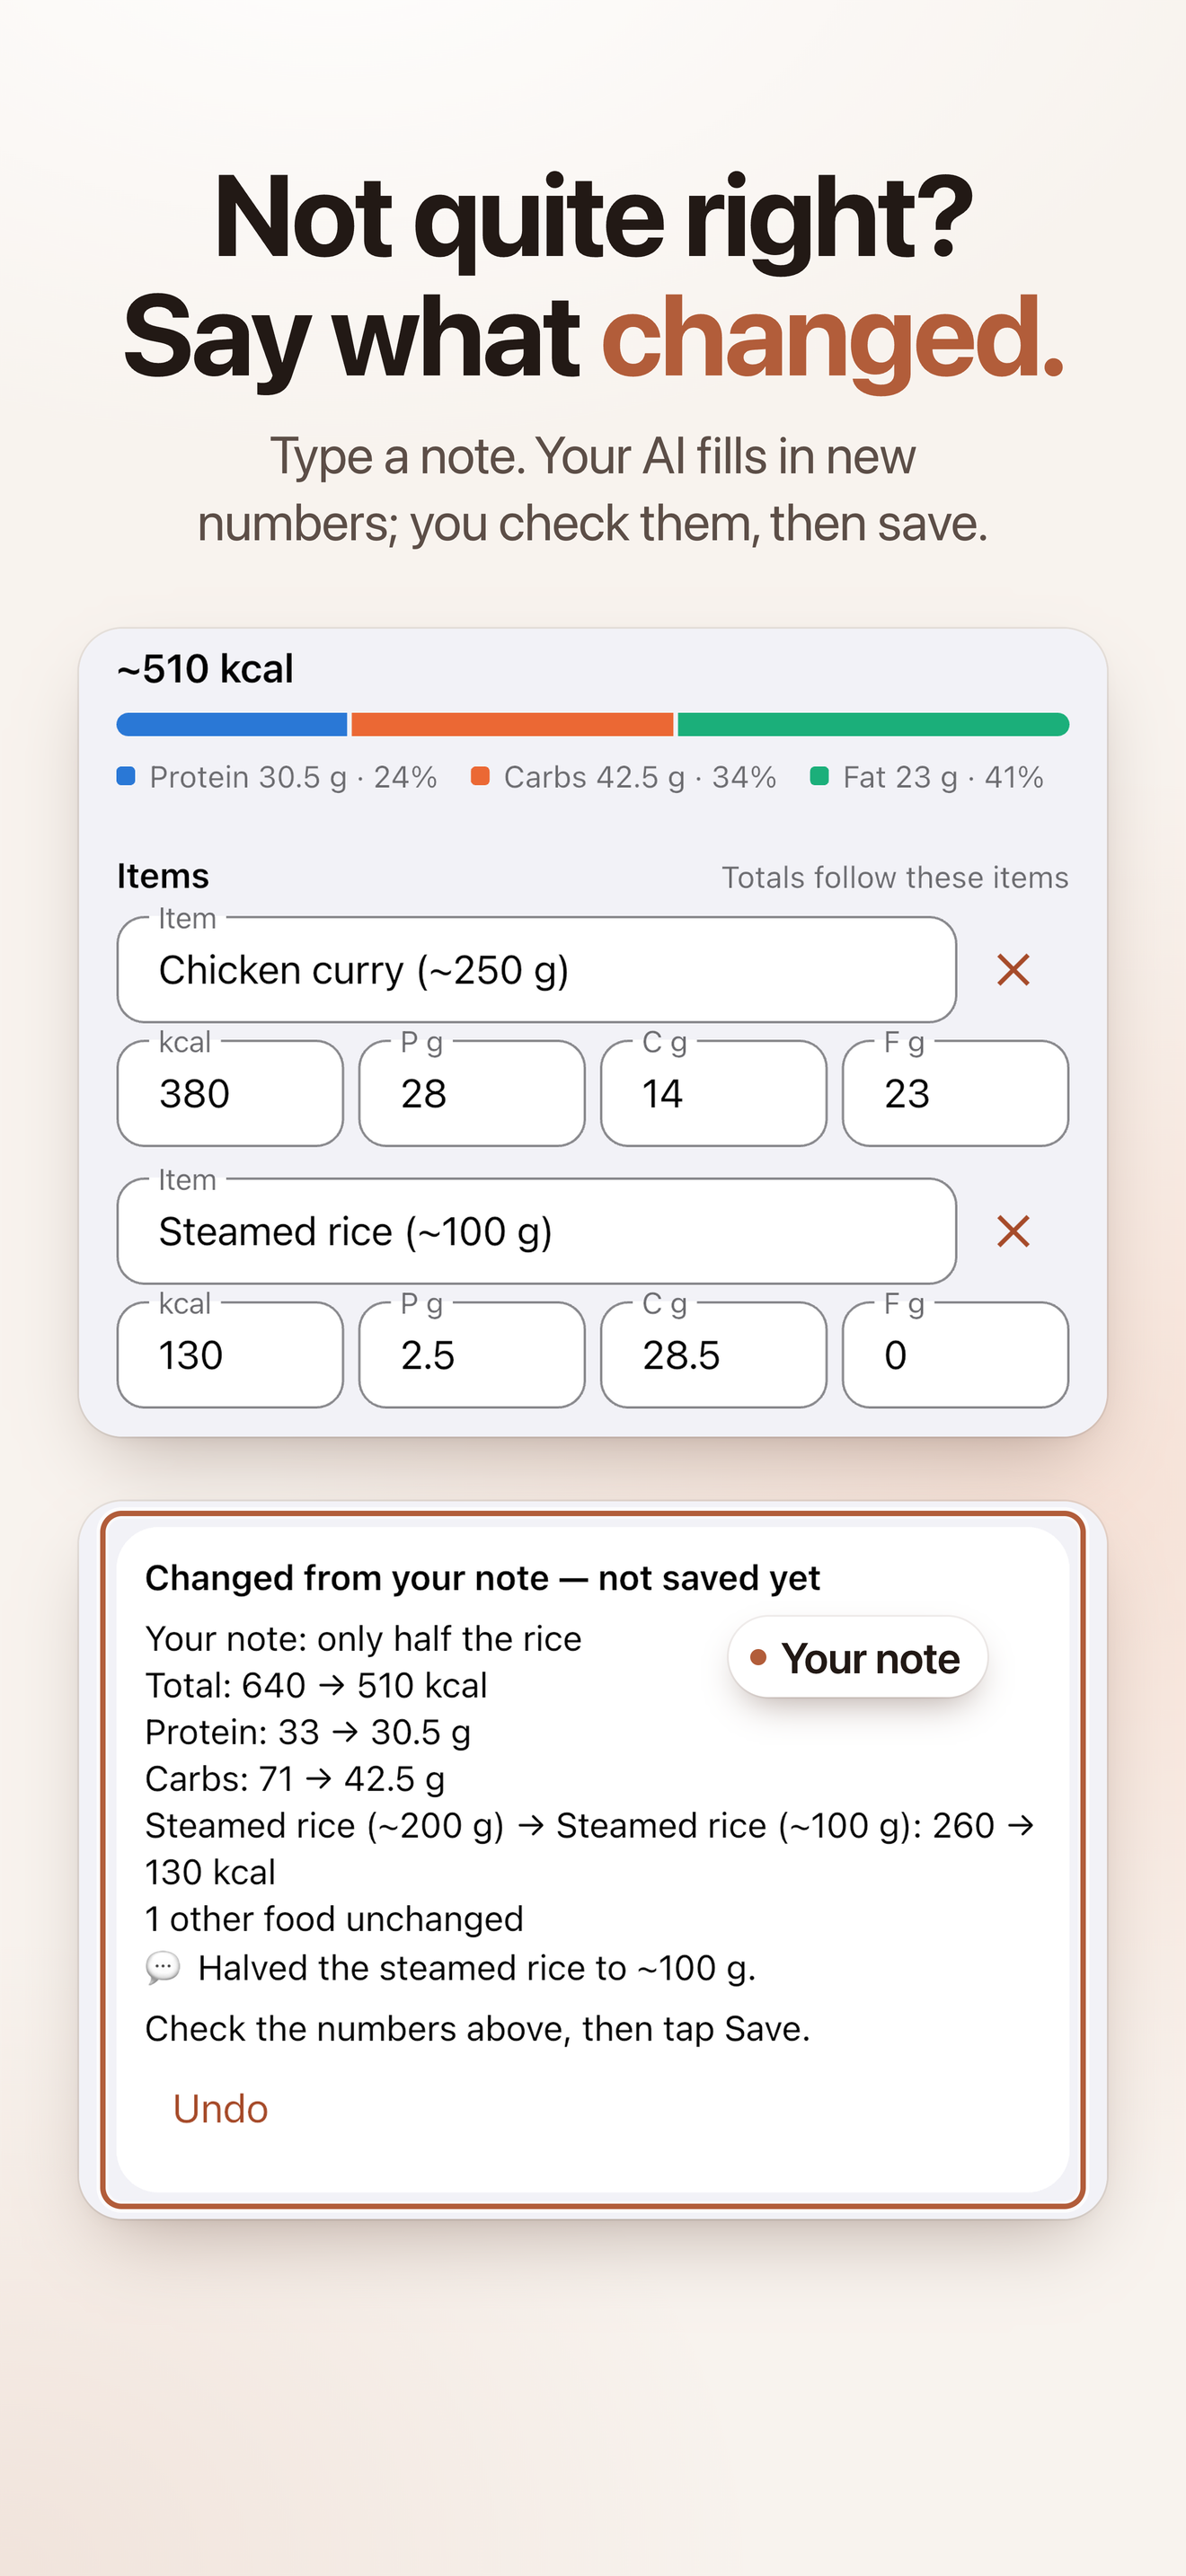 Not quite right?
Say what changed.
Type a note. Your AI fills in new
numbers; you check them, then save.
~510 kcal
Protein 30.5 g · 24% Carbs 42.5 g · 34% Fat 23 g · 41%
Items Totals follow these items
Item
Chicken curry (~250 g)
kcal P g C g F g
380 28 14 23
Item
Steamed rice (~100 g)
kcal P g C g F g
130 2.5 28.5 0
Changed from your note — not saved yet
Your note: only half the rice
Your note
Total: 640 → 510 kcal
Protein: 33 → 30.5 g
Carbs: 71 → 42.5 g
Steamed rice (~200 g) → Steamed rice (~100 g): 260 →
130 kcal
1 other food unchanged
💬 Halved the steamed rice to ~100 g.
Check the numbers above, then tap Save.
Undo